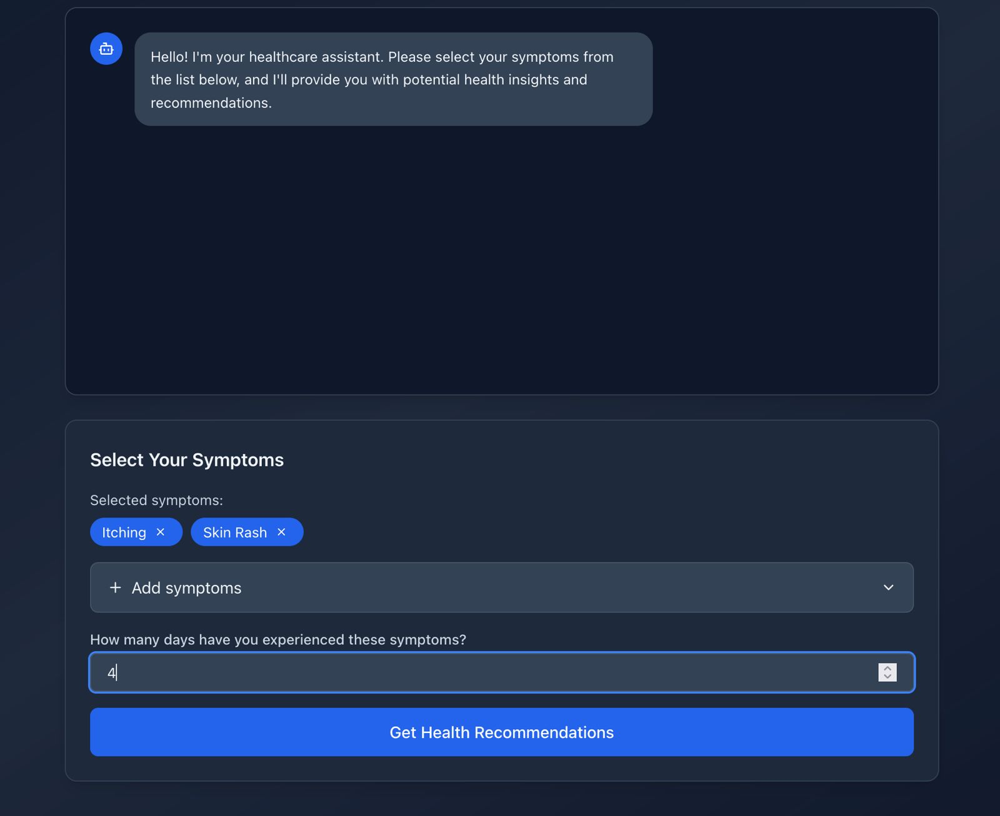 Hello! I'm your healthcare assistant. Please select your symptoms from
the list below, and I'll provide you with potential health insights and
recommendations.
Select Your Symptoms
Selected symptoms:
Itching ×
Skin Rash ×
+ Add symptoms
How many days have you experienced these symptoms?
4
Get Health Recommendations